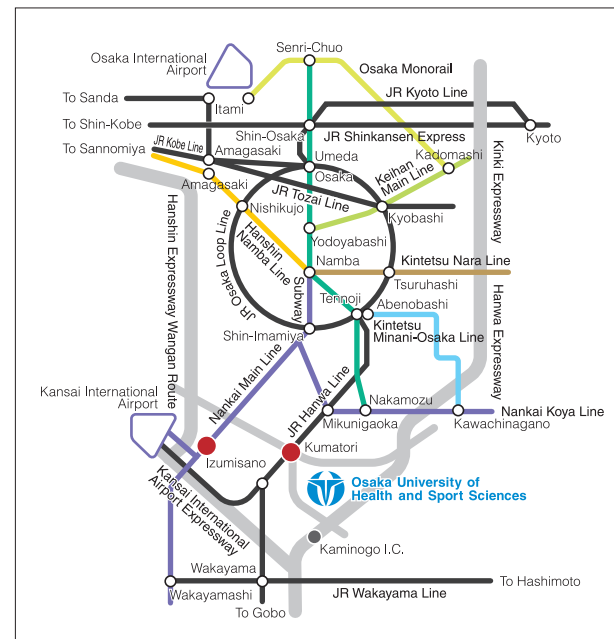 Senri-Chuo
Osaka International
Airport
Osaka Monorail
JR Kyoto Line
To Sanda
Itami
To Shin-Kobe
Shin-Osaka
JR Shinkansen Express
Kyoto
To Sannomiya
JR Kobe Line
Amagasaki
Umeda
Osaka
Keihan
Main Line
Kadomashi
Kinki Expressway
Amagasaki
JR Tozai Line
Nishikujo
Kyobashi
Hanshin Expressway Wangan Route
JR Osaka Loop Line
Hanshin
Namba Line
Yodoyabashi
Namba
Kintetsu Nara Line
Tsuruhashi
Subway
Tennoji
Abenobashi
Hanwa Expressway
Kintetsu
Minani-Osaka Line
Shin-Imamiya
Nankai Main Line
JR Hanwa Line
Kansai International
Airport
Nakamozu
Mikunigaoka
Kawachinagano
Nankai Koya Line
Izumisano
Kumatori
Kansai International
Airport Expressway
Osaka University of
Health and Sport Sciences
Kaminogo I.C.
Wakayama
Wakayamashi
JR Wakayama Line
To Hashimoto
To Gobo